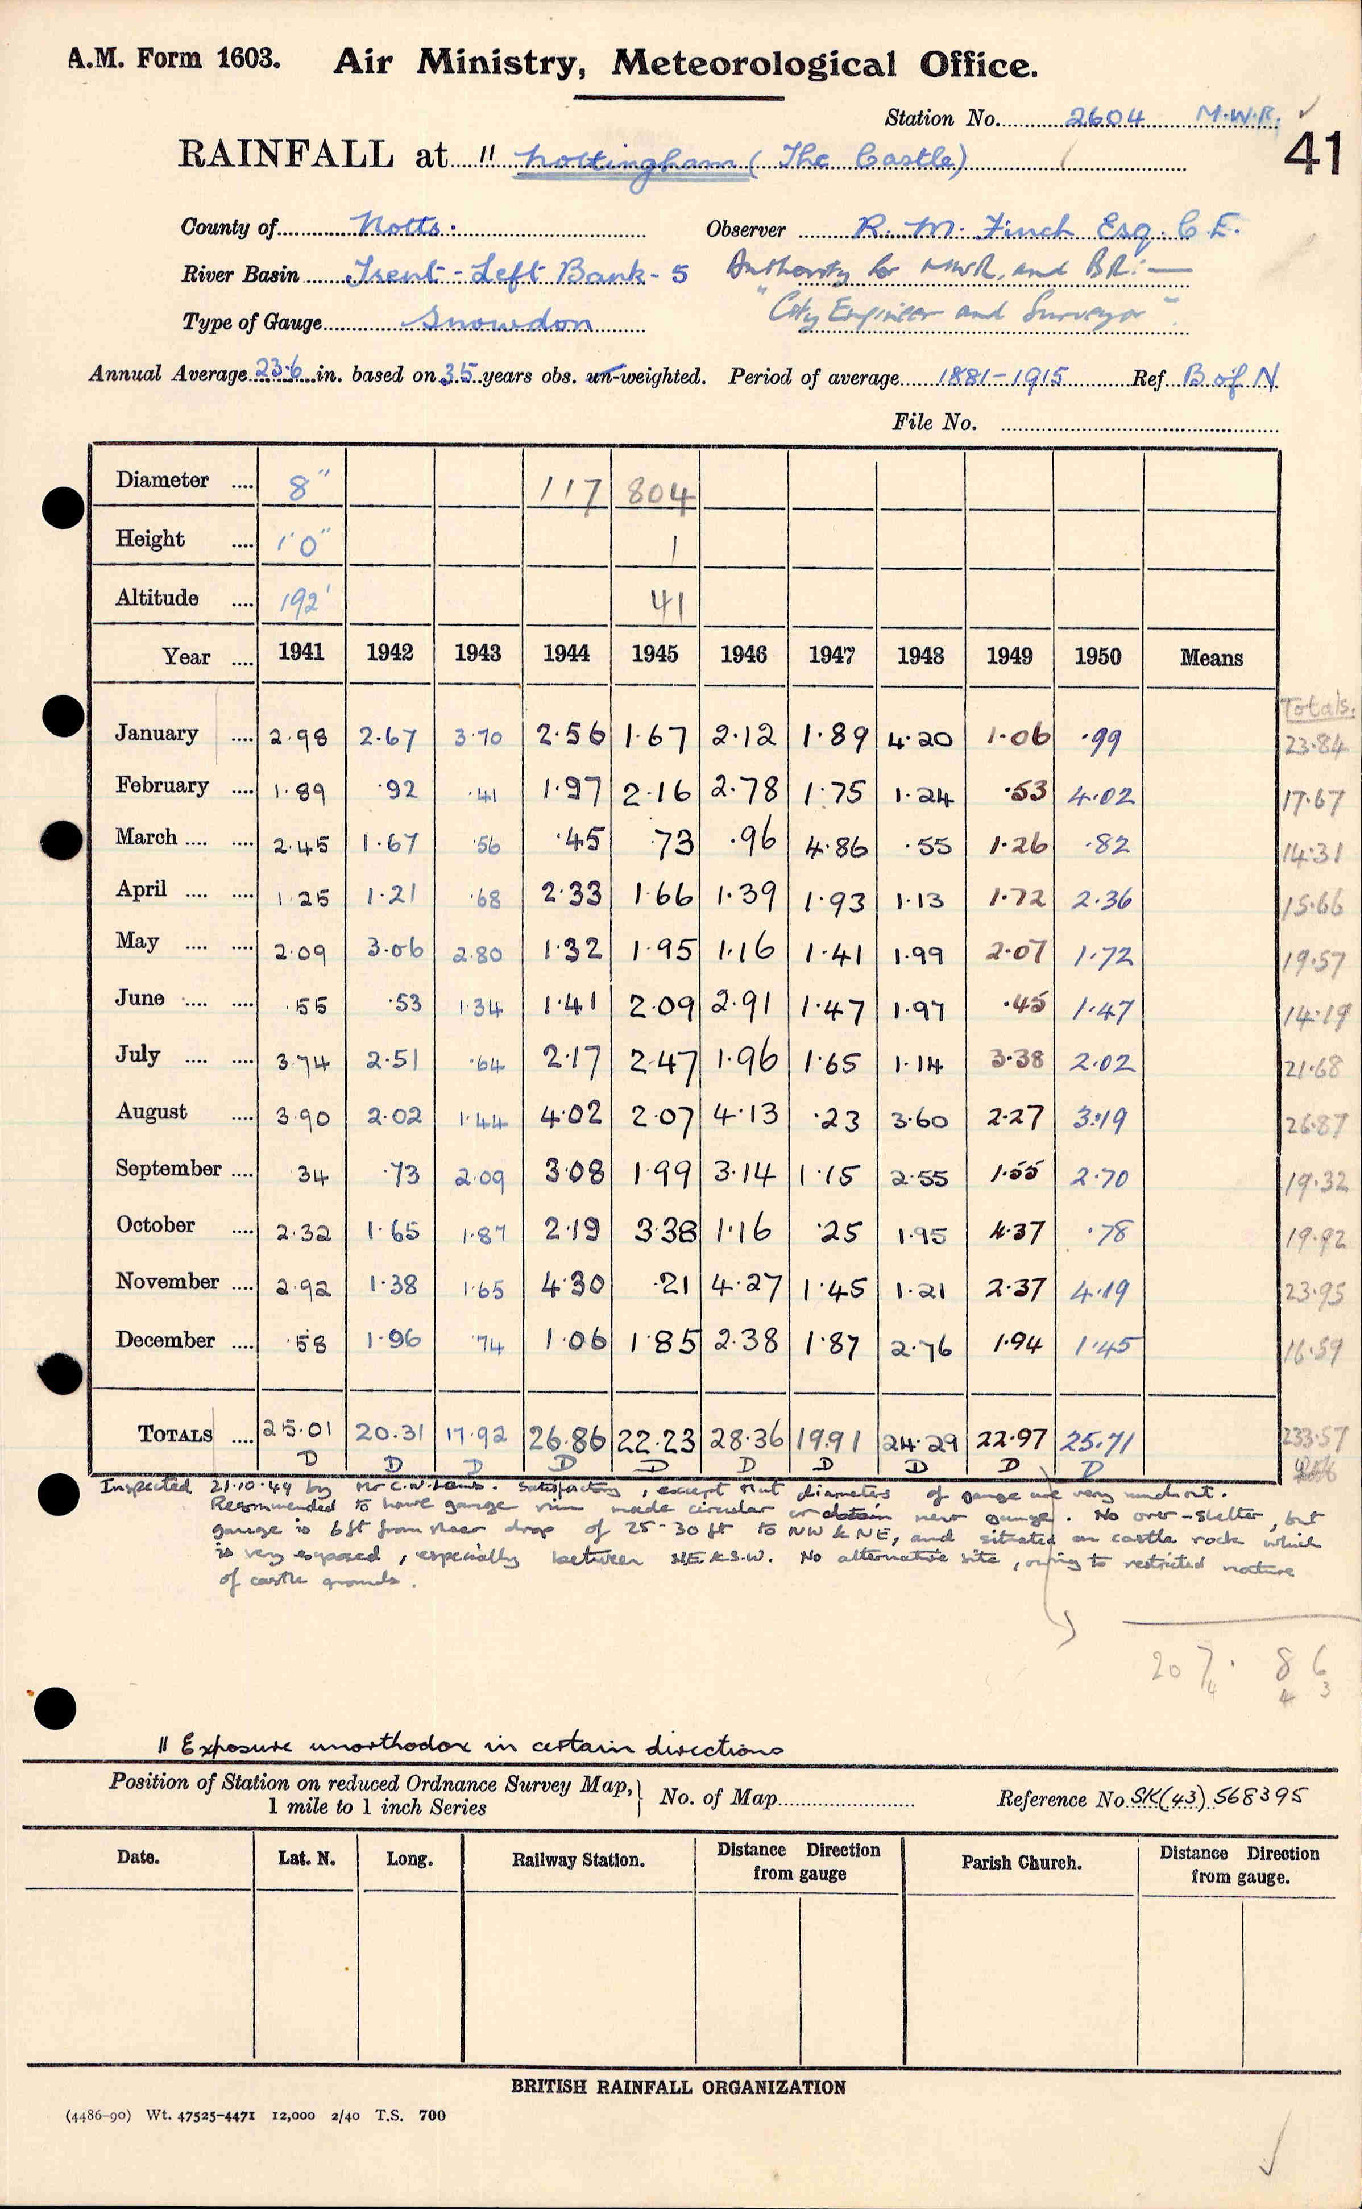 A.M. Form 1603. Air Ministry, Meteorological Office.
Station No. 2604 M.W.R. ✓
41
RAINFALL at " Nottingham (The Castle)
County of Notts. Observer R. M. Finch Esq. C.E.
River Basin Trent - Left Bank - 5 Authority for MWR, and BR:—
Type of Gauge Snowdon "City Engineer and Surveyor".
Annual Average 23.6 in. based on 35 years obs. un-weighted. Period of average 1881-1915 Ref. B of N
File No.
Diameter .... 8" 117 804
Height .... 1'0" 1
Altitude .... 192' 41
Year .... 1941 1942 1943 1944 1945 1946 1947 1948 1949 1950 Means
Totals.
January .... 2.98 2.67 3.70 2.56 1.67 2.12 1.89 4.20 1.06 .99 23.84
February .... 1.89 .92 .41 1.97 2.16 2.78 1.75 1.24 .53 4.02 17.67
March .... .... 2.45 1.67 .56 .45 .73 .96 4.86 .55 1.26 .82 14.31
April .... .... 1.25 1.21 .68 2.33 1.66 1.39 1.93 1.13 1.72 2.36 15.66
May .... .... 2.09 3.06 2.80 1.32 1.95 1.16 1.41 1.99 2.07 1.72 19.57
June .... .... .55 .53 1.34 1.41 2.09 2.91 1.47 1.97 .45 1.47 14.19
July .... .... 3.74 2.51 .64 2.17 2.47 1.96 1.65 1.14 3.38 2.02 21.68
August .... 3.90 2.02 1.44 4.02 2.07 4.13 .23 3.60 2.27 3.19 26.87
September .... .34 .73 2.09 3.08 1.99 3.14 1.15 2.55 1.55 2.70 19.32
October .... 2.32 1.65 1.87 2.19 3.38 1.16 .25 1.95 4.37 .78 19.92
November .... 2.92 1.38 1.65 4.30 .21 4.27 1.45 1.21 2.37 4.19 23.95
December .... .58 1.96 .74 1.06 1.85 2.38 1.87 2.76 1.94 1.45 16.59
TOTALS .... 25.01 20.31 17.92 26.86 22.23 28.36 19.91 24.29 22.97 25.71 233.57
D D D D D D D D D D
Inspected 21.10.49 by Mr C.W. Lamb. Satisfactory, except that diameters of gauge are very much out.
Recommended to have gauge rim made circular or obtain new gauge. No over-shelter, but
gauge is 6ft from sheer drop of 25-30 ft to NW & NE, and situated on castle rock which
is very exposed, especially between NE & S.W. No alternative site, owing to restricted nature
of castle grounds.
207.86
4 4 3
" Exposure unorthodox in certain directions
Position of Station on reduced Ordnance Survey Map, 1 mile to 1 inch Series } No. of Map Reference No. SK(43) 568395
Date. Lat. N. Long. Railway Station. Distance Direction from gauge Parish Church. Distance Direction from gauge.
BRITISH RAINFALL ORGANIZATION
(4486-90) Wt. 47525-4471 12,000 2/40 T.S. 700
✓